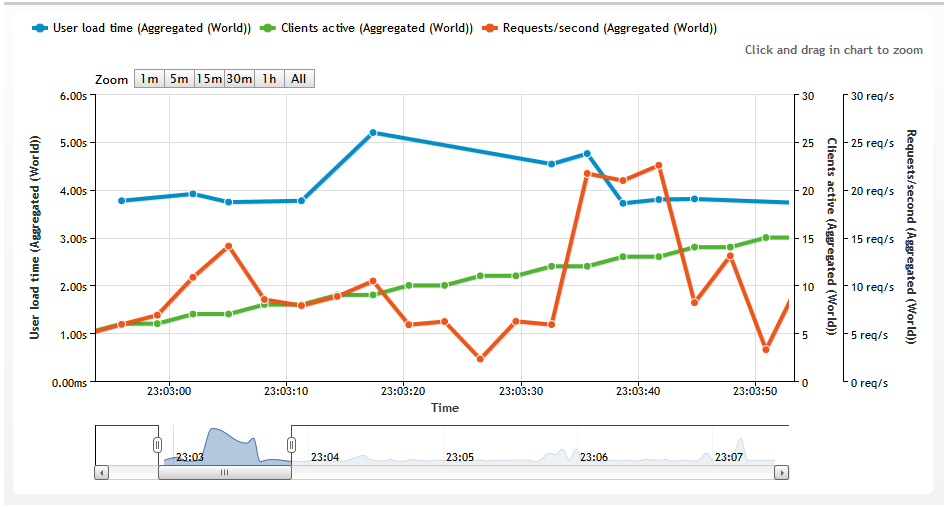 User load time (Aggregated (World)) Clients active (Aggregated (World)) Requests/second (Aggregated (World))
Click and drag in chart to zoom
Zoom 1m 5m 15m 30m 1h All
6.00s 30 30 req/s
5.00s 25 25 req/s
4.00s 20 20 req/s
3.00s 15 15 req/s
2.00s 10 10 req/s
1.00s 5 5 req/s
0.00ms 0 0 req/s
User load time (Aggregated (World))
Clients active (Aggregated (World))
Requests/second (Aggregated (World))
23:03:00 23:03:10 23:03:20 23:03:30 23:03:40 23:03:50
Time
23:03 23:04 23:05 23:06 23:07